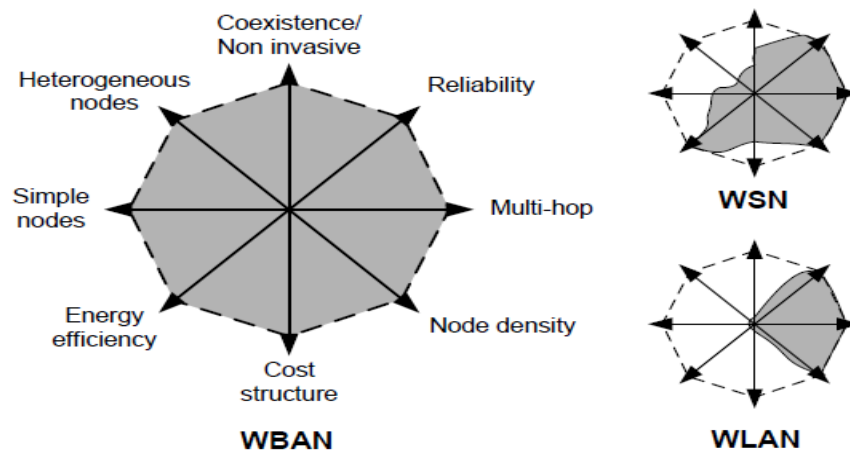 Coexistence/
Non invasive
Heterogeneous
nodes
Reliability
Simple
nodes
Multi-hop
Energy
efficiency
Node density
Cost
structure
WBAN
WSN
WLAN